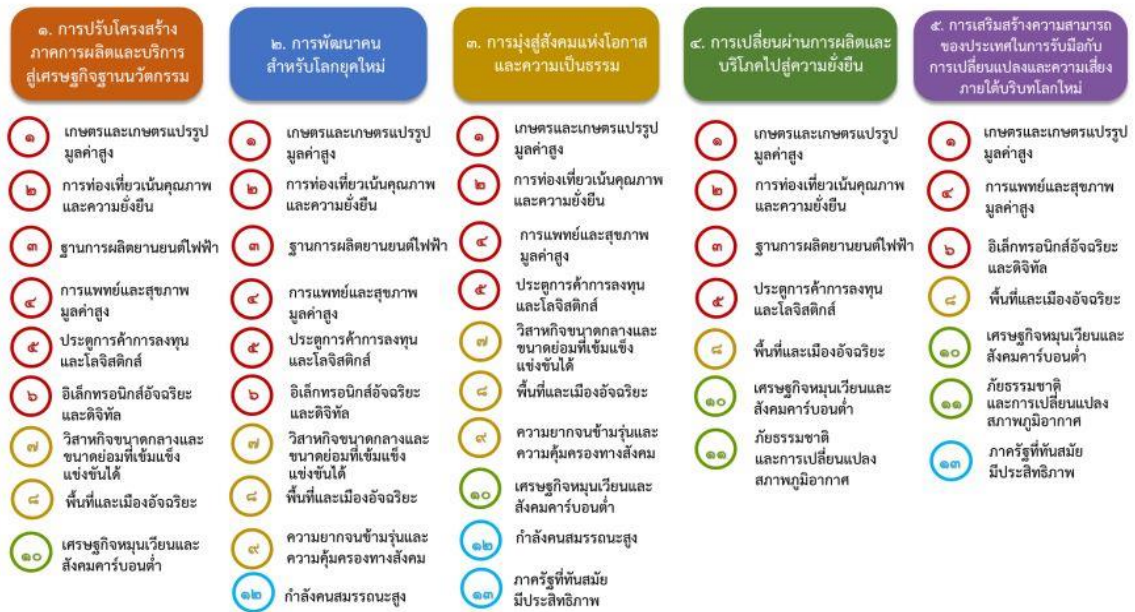 ๑. การปรับโครงสร้าง
ภาคการผลิตและบริการ
สู่เศรษฐกิจฐานนวัตกรรม
๑
เกษตรและเกษตรแปรรูป
มูลค่าสูง
๒
การท่องเที่ยวเน้นคุณภาพ
และความยั่งยืน
๓
ฐานการผลิตยานยนต์ไฟฟ้า
๔
การแพทย์และสุขภาพ
มูลค่าสูง
๕
ประตูการค้าการลงทุน
และโลจิสติกส์
๖
อิเล็กทรอนิกส์อัจฉริยะ
และดิจิทัล
๗
วิสาหกิจขนาดกลางและ
ขนาดย่อมที่เข้มแข็ง
แข่งขันได้
๘
พื้นที่และเมืองอัจฉริยะ
๑๐
เศรษฐกิจหมุนเวียนและ
สังคมคาร์บอนต่ำ
๒. การพัฒนาคน
สำหรับโลกยุคใหม่
๑
เกษตรและเกษตรแปรรูป
มูลค่าสูง
๒
การท่องเที่ยวเน้นคุณภาพ
และความยั่งยืน
๓
ฐานการผลิตยานยนต์ไฟฟ้า
๔
การแพทย์และสุขภาพ
มูลค่าสูง
๕
ประตูการค้าการลงทุน
และโลจิสติกส์
๖
อิเล็กทรอนิกส์อัจฉริยะ
และดิจิทัล
๗
วิสาหกิจขนาดกลางและ
ขนาดย่อมที่เข้มแข็ง
แข่งขันได้
๘
พื้นที่และเมืองอัจฉริยะ
๙
ความยากจนข้ามรุ่นและ
ความคุ้มครองทางสังคม
๑๒
กำลังคนสมรรถนะสูง
๓. การมุ่งสู่สังคมแห่งโอกาส
และความเป็นธรรม
๑
เกษตรและเกษตรแปรรูป
มูลค่าสูง
๒
การท่องเที่ยวเน้นคุณภาพ
และความยั่งยืน
๔
การแพทย์และสุขภาพ
มูลค่าสูง
๕
ประตูการค้าการลงทุน
และโลจิสติกส์
๗
วิสาหกิจขนาดกลางและ
ขนาดย่อมที่เข้มแข็ง
แข่งขันได้
๘
พื้นที่และเมืองอัจฉริยะ
๙
ความยากจนข้ามรุ่นและ
ความคุ้มครองทางสังคม
๑๐
เศรษฐกิจหมุนเวียนและ
สังคมคาร์บอนต่ำ
๑๒
กำลังคนสมรรถนะสูง
๑๓
ภาครัฐที่ทันสมัย
มีประสิทธิภาพ
๔. การเปลี่ยนผ่านการผลิตและ
บริโภคไปสู่ความยั่งยืน
๑
เกษตรและเกษตรแปรรูป
มูลค่าสูง
๒
การท่องเที่ยวเน้นคุณภาพ
และความยั่งยืน
๓
ฐานการผลิตยานยนต์ไฟฟ้า
๕
ประตูการค้าการลงทุน
และโลจิสติกส์
๘
พื้นที่และเมืองอัจฉริยะ
๑๐
เศรษฐกิจหมุนเวียนและ
สังคมคาร์บอนต่ำ
๑๑
ภัยธรรมชาติ
และการเปลี่ยนแปลง
สภาพภูมิอากาศ
๕. การเสริมสร้างความสามารถ
ของประเทศในการรับมือกับ
การเปลี่ยนแปลงและความเสี่ยง
ภายใต้บริบทโลกใหม่
๑
เกษตรและเกษตรแปรรูป
มูลค่าสูง
๔
การแพทย์และสุขภาพ
มูลค่าสูง
๖
อิเล็กทรอนิกส์อัจฉริยะ
และดิจิทัล
๘
พื้นที่และเมืองอัจฉริยะ
๑๐
เศรษฐกิจหมุนเวียนและ
สังคมคาร์บอนต่ำ
๑๑
ภัยธรรมชาติ
และการเปลี่ยนแปลง
สภาพภูมิอากาศ
๑๓
ภาครัฐที่ทันสมัย
มีประสิทธิภาพ